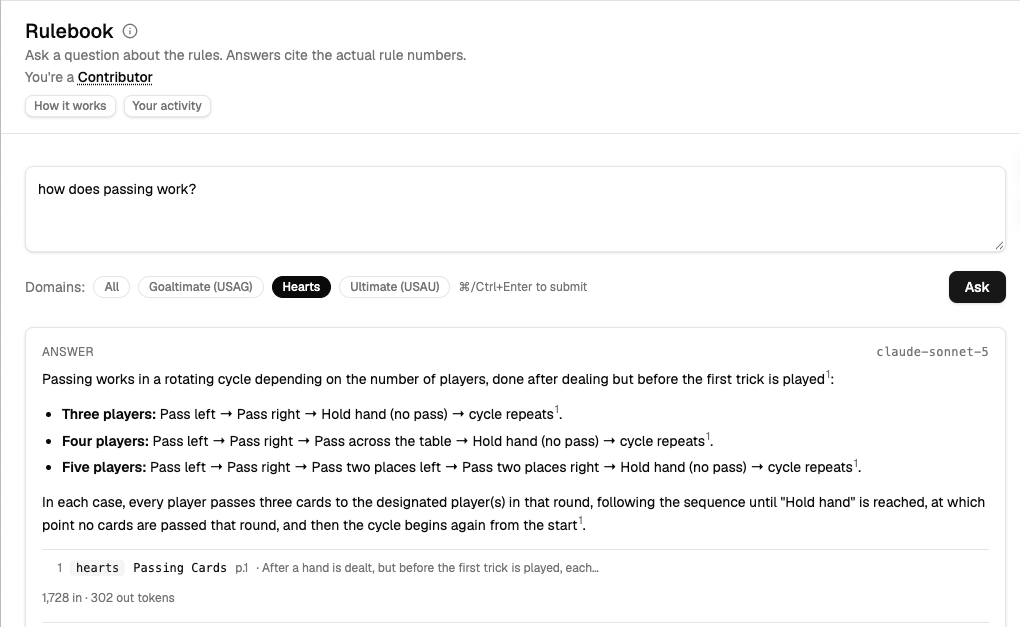 Rulebook
Ask a question about the rules. Answers cite the actual rule numbers.
You're a Contributor
How it works Your activity
how does passing work?
Domains: All Goaltimate (USAG) Hearts Ultimate (USAU) ⌘/Ctrl+Enter to submit Ask
ANSWER claude-sonnet-5
Passing works in a rotating cycle depending on the number of players, done after dealing but before the first trick is played1:
• Three players: Pass left → Pass right → Hold hand (no pass) → cycle repeats1.
• Four players: Pass left → Pass right → Pass across the table → Hold hand (no pass) → cycle repeats1.
• Five players: Pass left → Pass right → Pass two places left → Pass two places right → Hold hand (no pass) → cycle repeats1.
In each case, every player passes three cards to the designated player(s) in that round, following the sequence until "Hold hand" is reached, at which
point no cards are passed that round, and then the cycle begins again from the start1.
1 hearts Passing Cards p.1 · After a hand is dealt, but before the first trick is played, each…
1,728 in · 302 out tokens